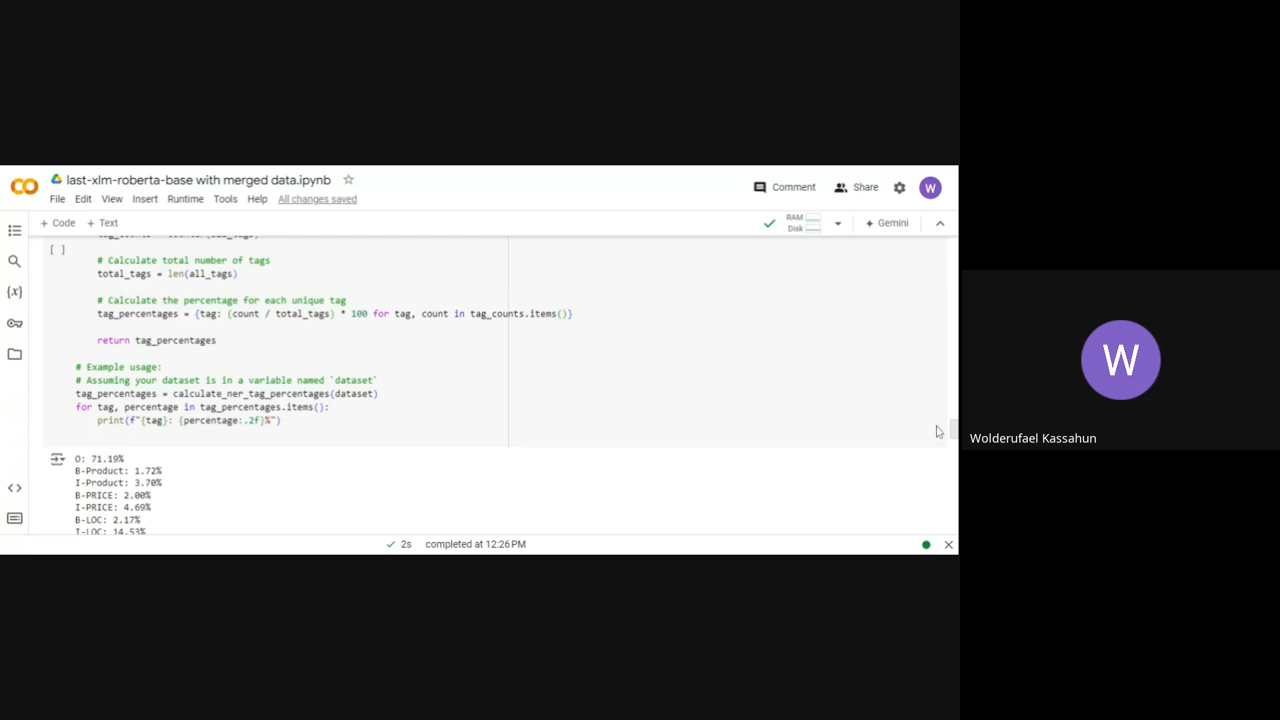 last-xlm-roberta-base with merged data.ipynb
File Edit View Insert Runtime Tools Help All changes saved
Comment Share W
+ Code + Text
RAM
Disk
Gemini
[ ]
# Calculate total number of tags
total_tags = len(all_tags)
# Calculate the percentage for each unique tag
tag_percentages = {tag: (count / total_tags) * 100 for tag, count in tag_counts.items()}
return tag_percentages
# Example usage:
# Assuming your dataset is in a variable named `dataset`
tag_percentages = calculate_ner_tag_percentages(dataset)
for tag, percentage in tag_percentages.items():
print(f"{tag}: {percentage:.2f}%")
O: 71.19%
B-Product: 1.72%
I-Product: 3.70%
B-PRICE: 2.00%
I-PRICE: 4.69%
B-LOC: 2.17%
I-LOC: 14.53%
2s completed at 12:26 PM
W
Wolderufael Kassahun